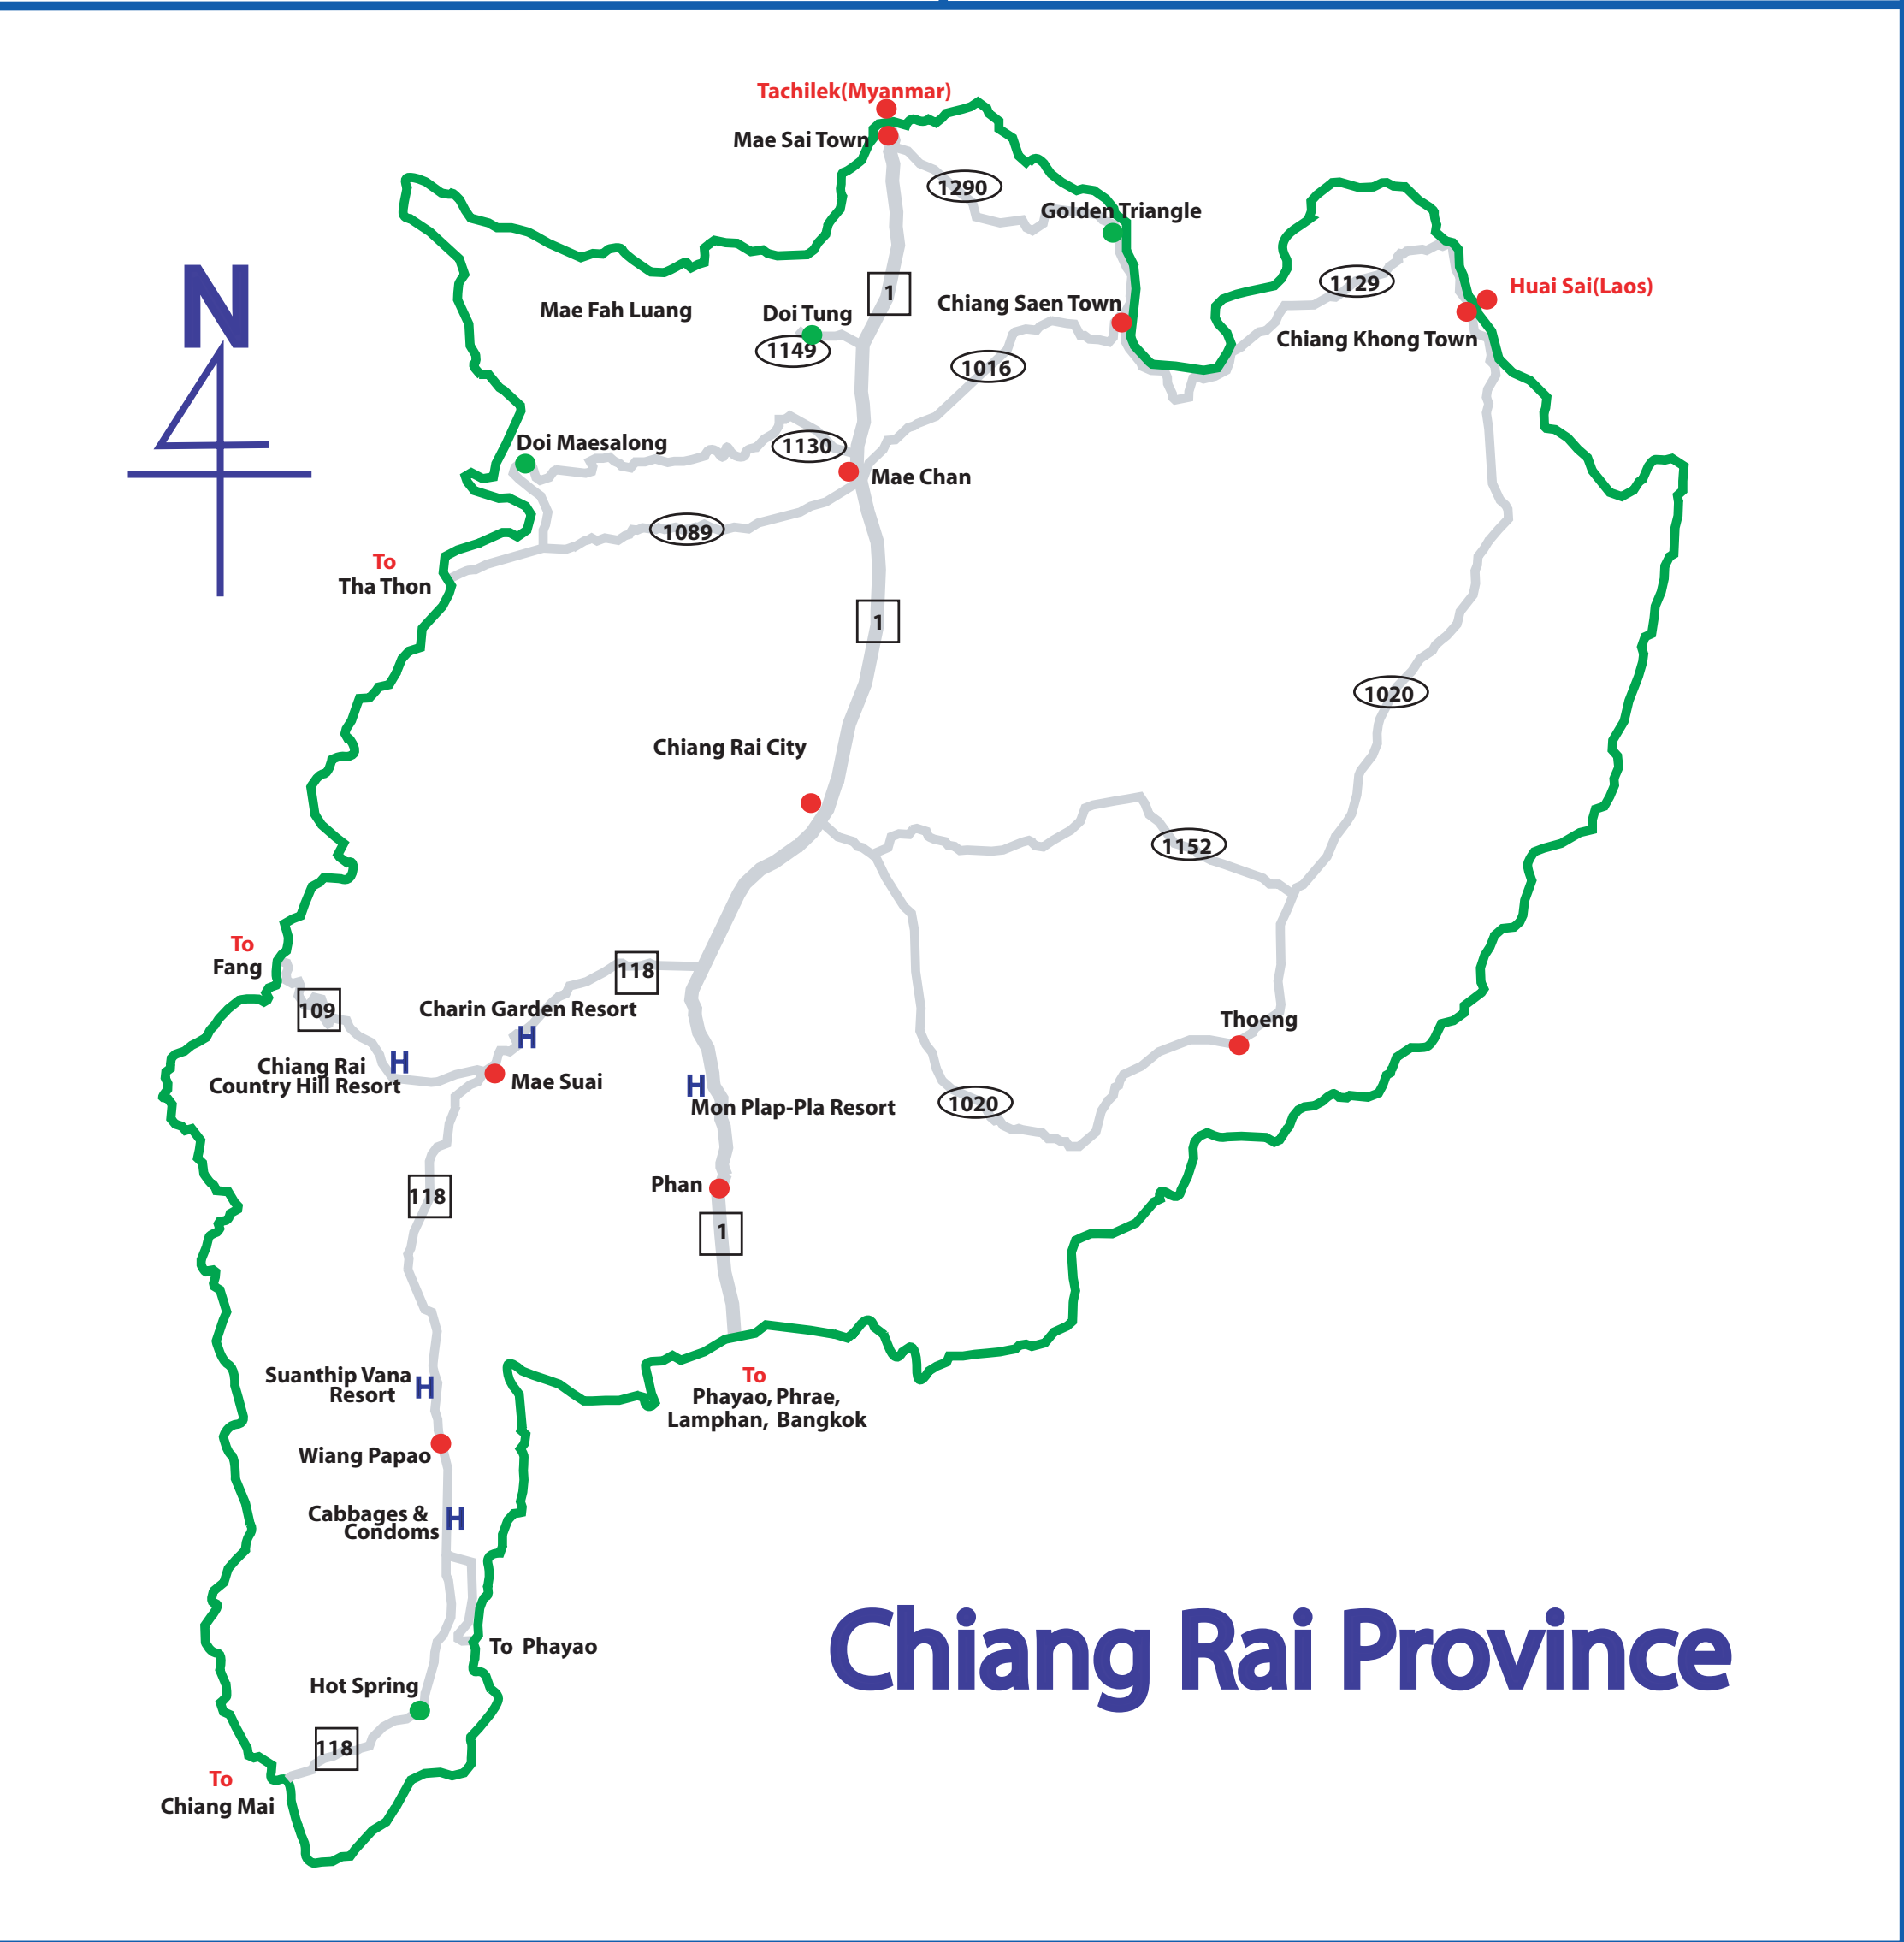 Tachilek(Myanmar)
Mae Sai Town
1290
Golden Triangle
N
1
1129
Huai Sai(Laos)
Mae Fah Luang
Doi Tung
Chiang Saen Town
1149
1016
Chiang Khong Town
Doi Maesalong
1130
Mae Chan
1089
To
Tha Thon
1
1020
Chiang Rai City
1152
To
Fang
118
109
Charin Garden Resort
H
Thoeng
Chiang Rai
Country Hill Resort
H
Mae Suai
H
Mon Plap-Pla Resort
1020
118
Phan
1
Suanthip Vana
Resort
H
To
Phayao, Phrae,
Lamphan, Bangkok
Wiang Papao
Cabbages &
Condoms
H
To Phayao
Chiang Rai Province
Hot Spring
118
To
Chiang Mai